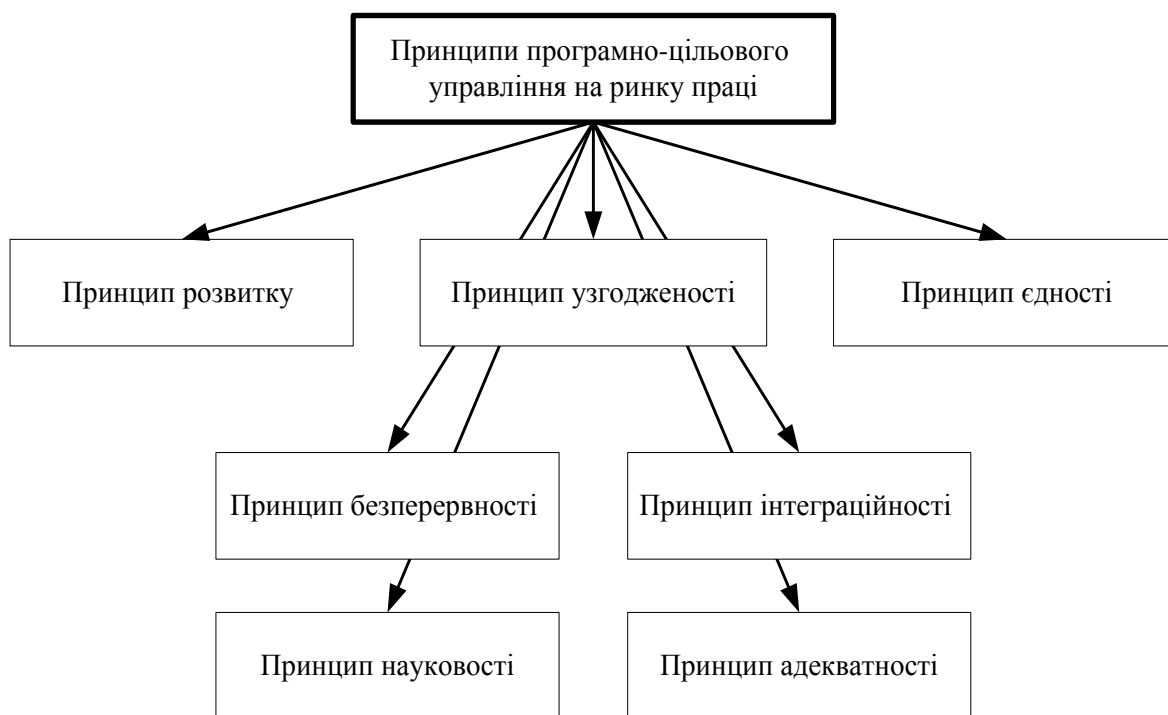 Принципи програмно-цільового
управління на ринку праці
Принцип розвитку
Принцип узгодженості
Принцип єдності
Принцип безперервності
Принцип інтеграційності
Принцип науковості
Принцип адекватності